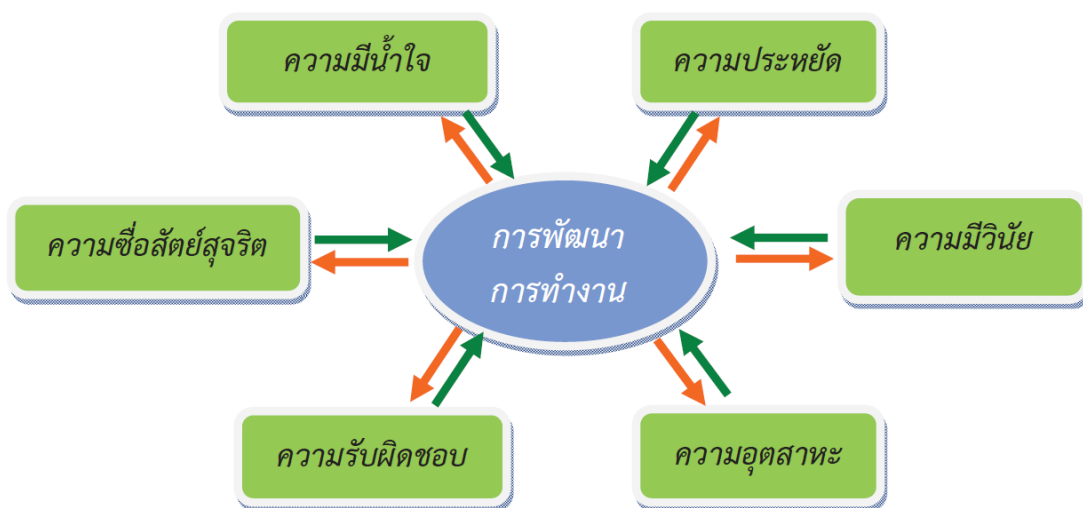 ความมีน้ำใจ
ความประหยัด
ความซื่อสัตย์สุจริต
การพัฒนา
การทำงาน
ความมีวินัย
ความรับผิดชอบ
ความอุตสาหะ